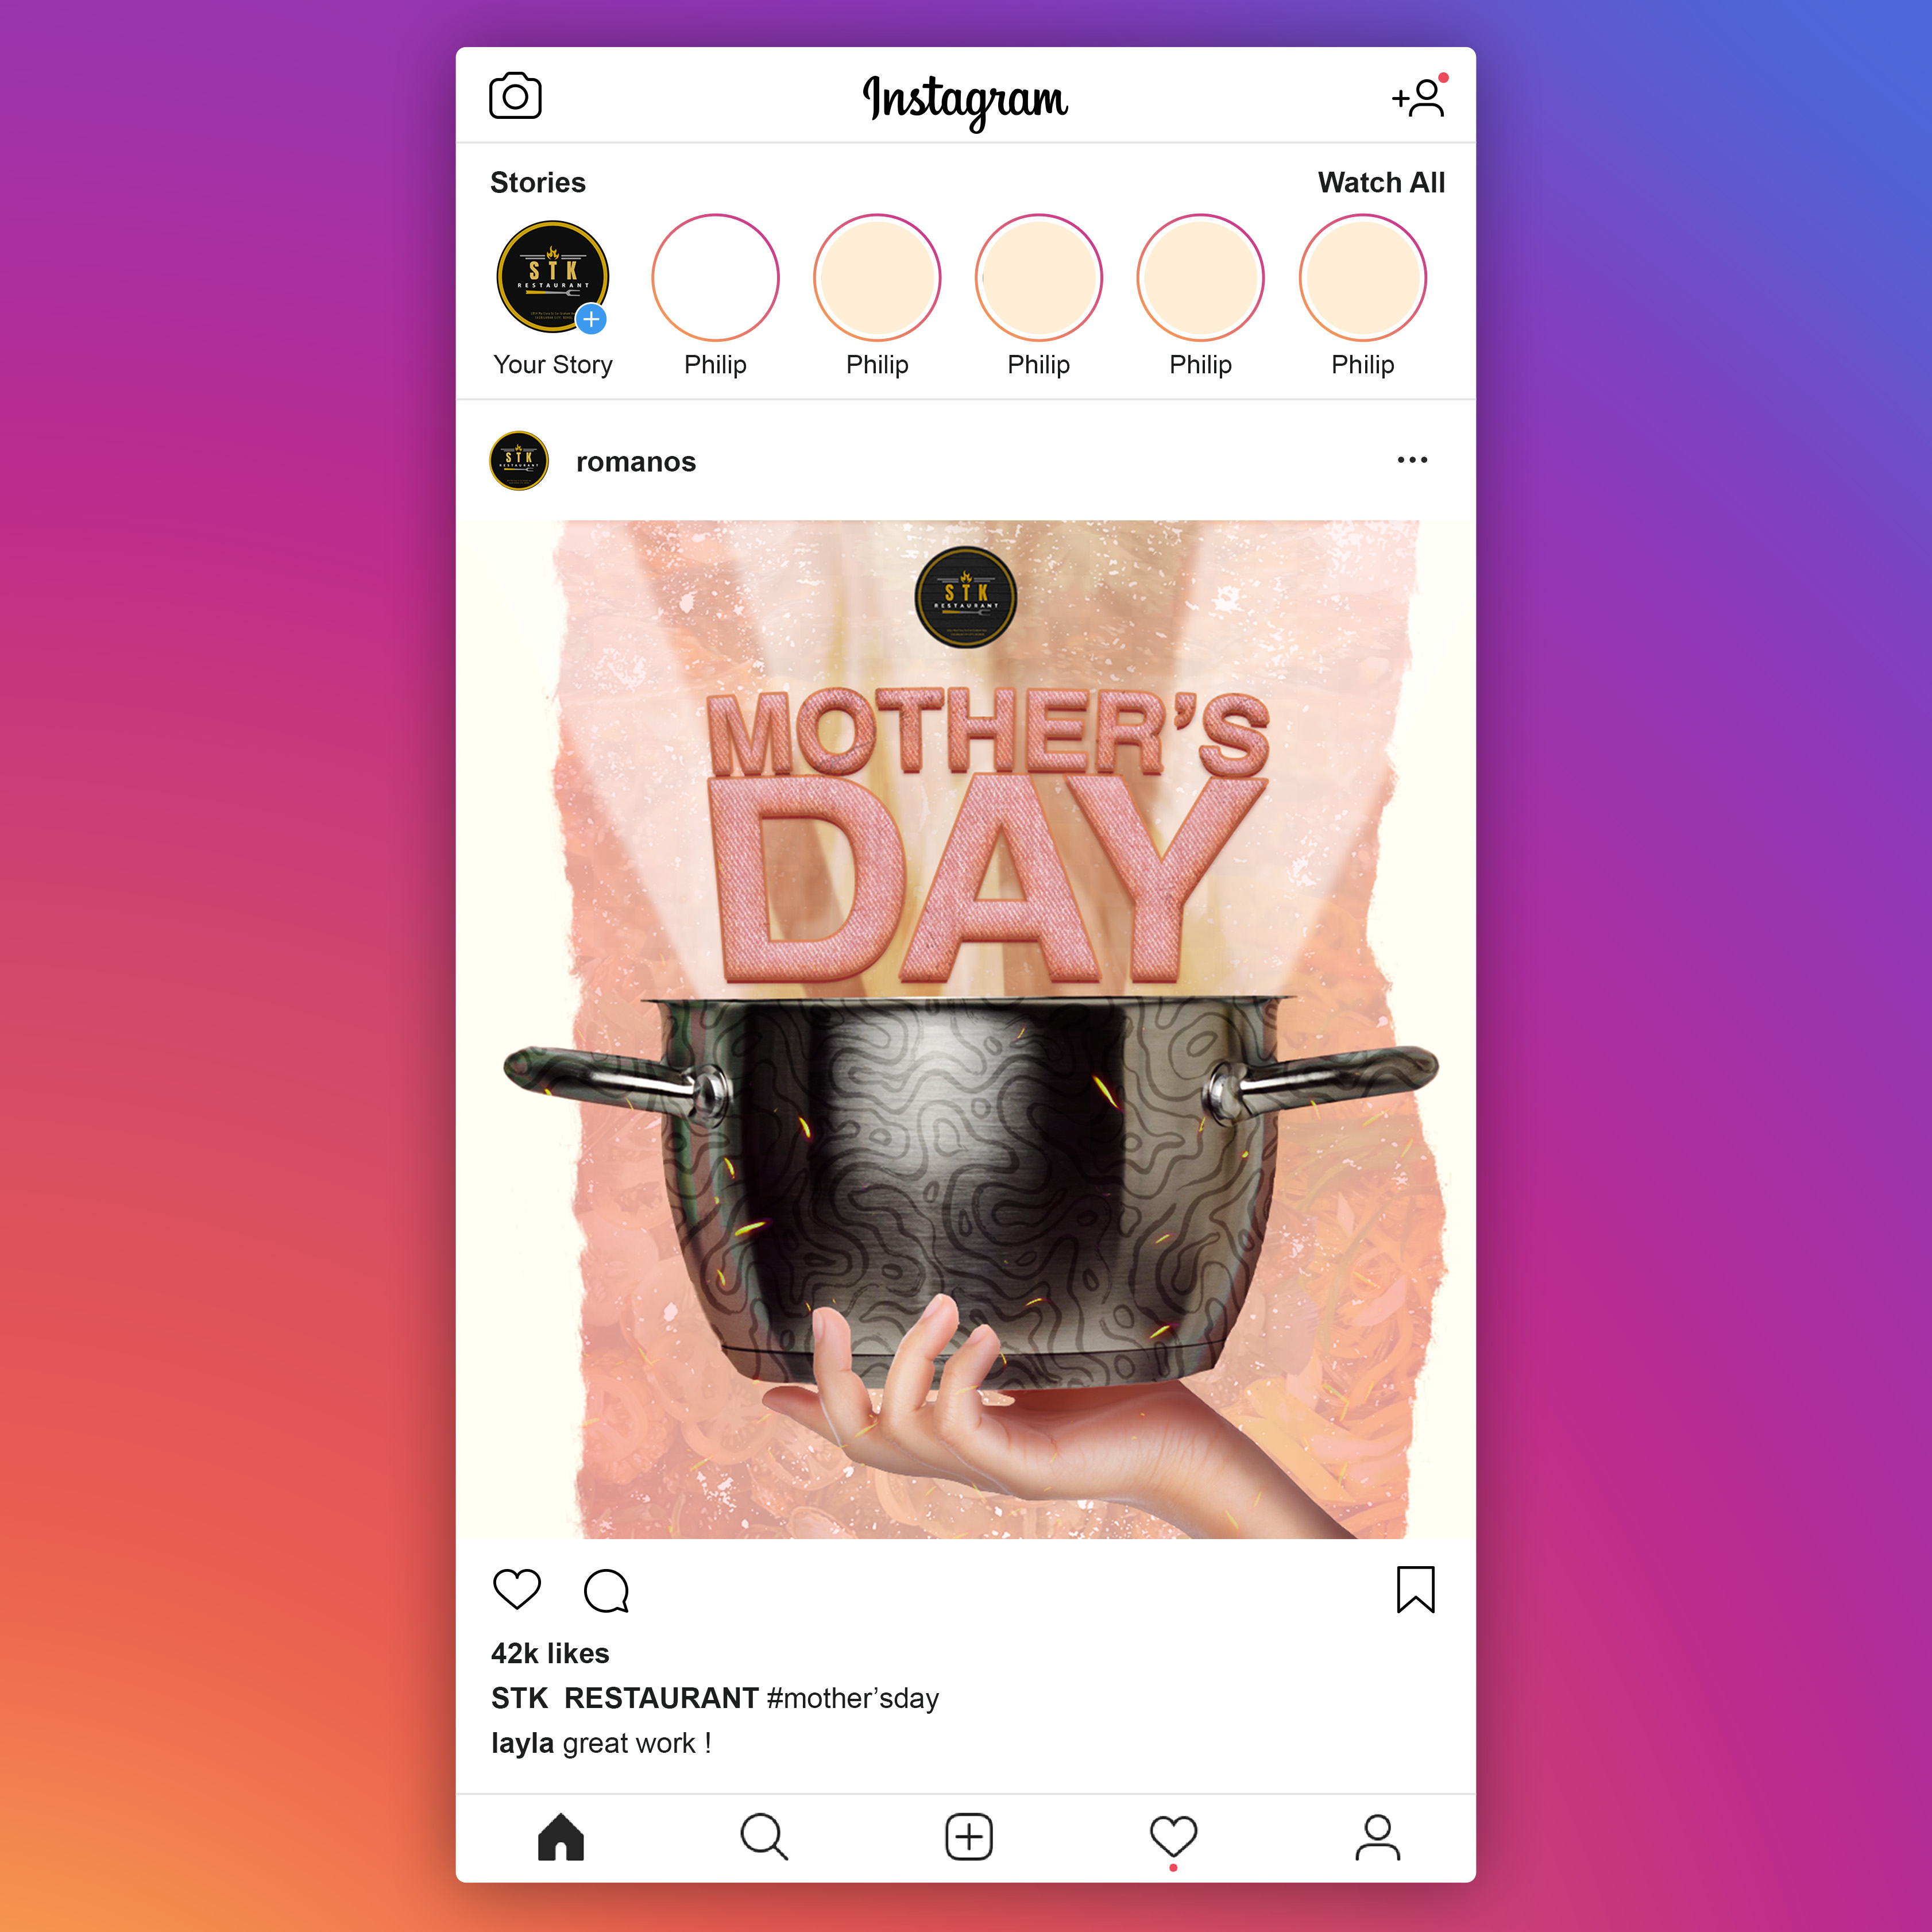 Instagram
Stories
Watch All
STK
RESTAURANT
Your Story
Philip
Philip
Philip
Philip
Philip
STK
RESTAURANT
romanos
STK
RESTAURANT
MOTHER’S
DAY
42k likes
STK  RESTAURANT #mother’sday
layla great work !